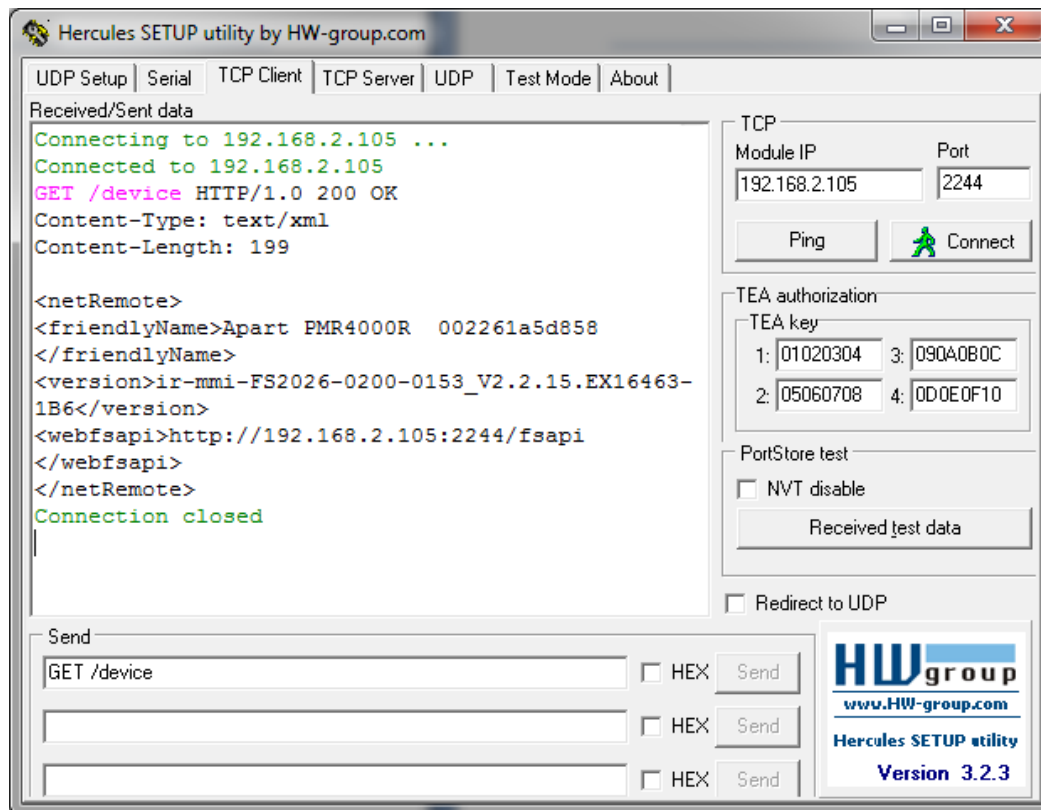 Hercules SETUP utility by HW-group.com
UDP Setup Serial TCP Client TCP Server UDP Test Mode About
Received/Sent data
Connecting to 192.168.2.105 ...
Connected to 192.168.2.105
GET /device HTTP/1.0 200 OK
Content-Type: text/xml
Content-Length: 199
<netRemote>
<friendlyName>Apart PMR4000R  002261a5d858
</friendlyName>
<version>ir-mmi-FS2026-0200-0153_V2.2.15.EX16463-
1B6</version>
<webfsapi>http://192.168.2.105:2244/fsapi
</webfsapi>
</netRemote>
Connection closed
TCP
Module IP Port
192.168.2.105 2244
Ping Connect
TEA authorization
TEA key
1: 01020304 3: 090A0B0C
2: 05060708 4: 0D0E0F10
PortStore test
NVT disable
Received test data
Redirect to UDP
Send
GET /device HEX Send
HEX Send
HEX Send
HWgroup
www.HW-group.com
Hercules SETUP utility
Version 3.2.3